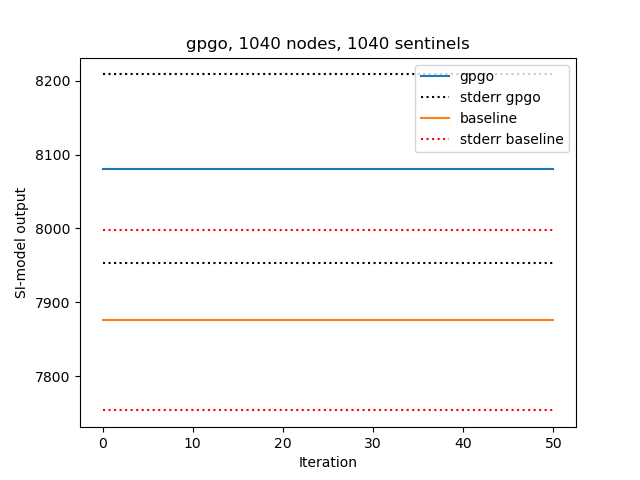 gpgo, 1040 nodes, 1040 sentinels
gpgo
stderr gpgo
baseline
stderr baseline
SI-model output
8200
8100
8000
7900
7800
0 10 20 30 40 50
Iteration